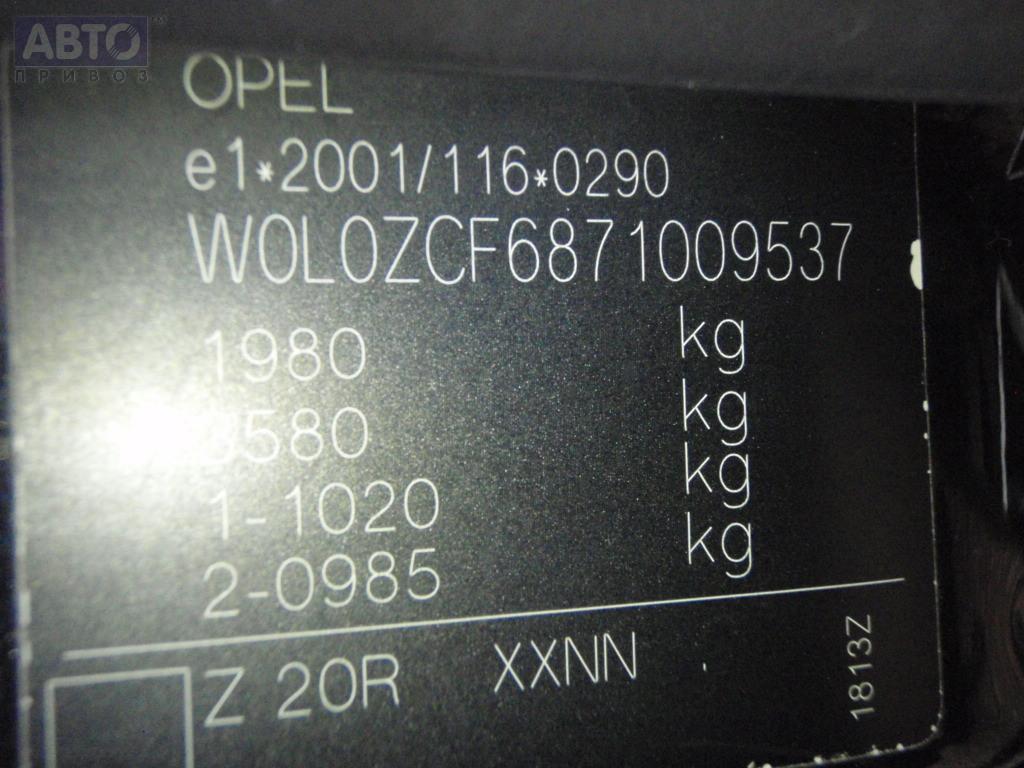 АВТО
ПРИВОЗ
OPEL
e1*2001/116*0290
W0L0ZCF6871009537
1980 kg
kg
1-1020 kg
2-0985 kg
Z 20R XXNN
1813Z